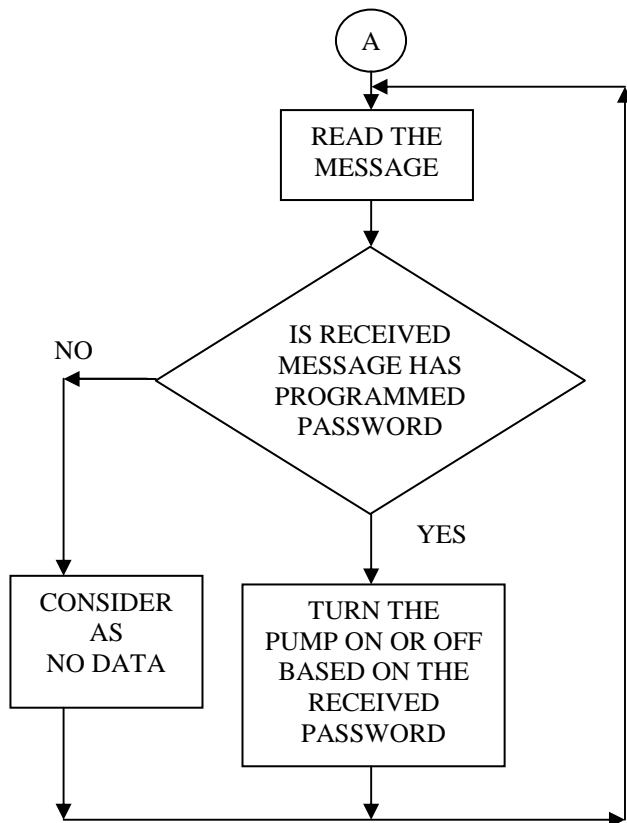 A
READ THE
MESSAGE
IS RECEIVED
MESSAGE HAS
PROGRAMMED
PASSWORD
NO
YES
CONSIDER
AS
NO DATA
TURN THE
PUMP ON OR OFF
BASED ON THE
RECEIVED
PASSWORD